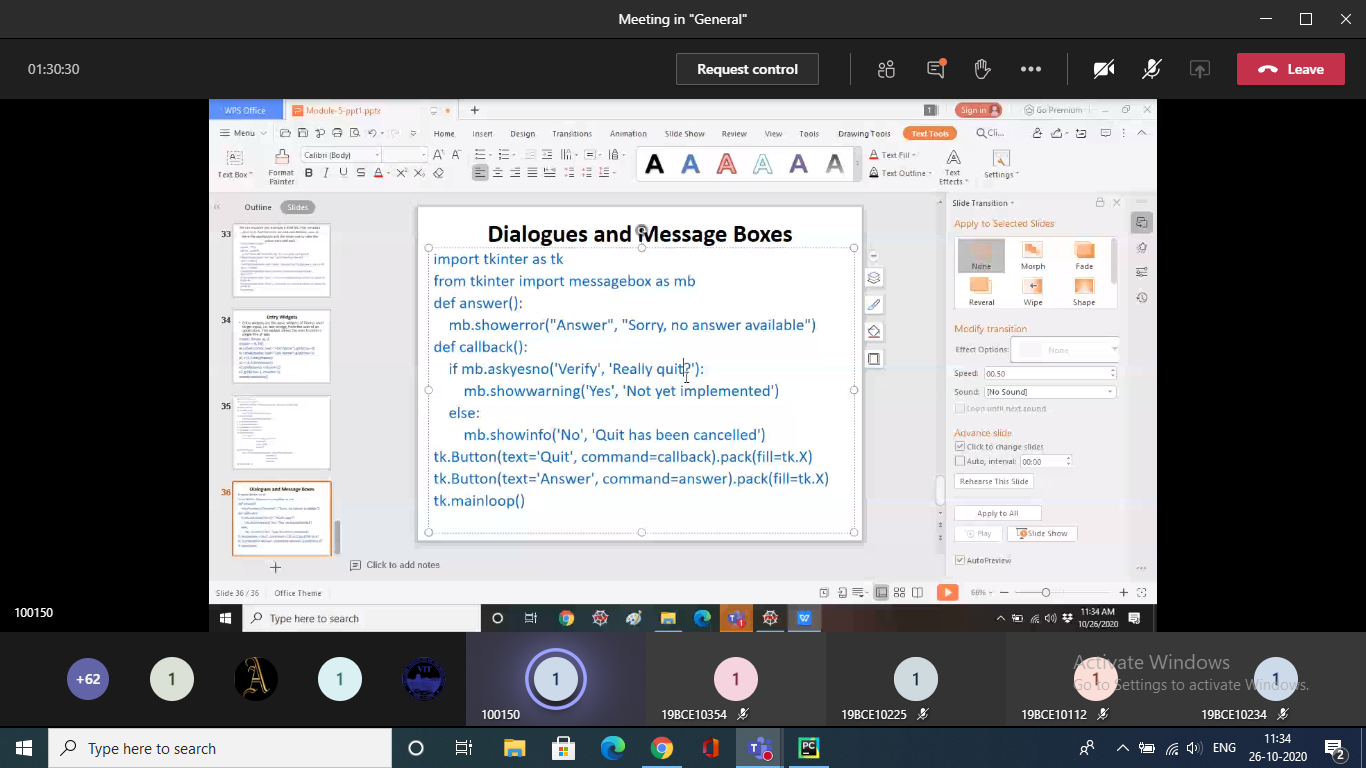 Meeting in "General"
01:30:30
Request control
Leave
WPS Office
Module-5-ppt1.pptx
1
Sign in
Go Premium
Menu
Home Insert Design Transitions Animation Slide Show Review View Tools Drawing Tools Text Tools
Text Box
Format
Painter
Calibri (Body)
B I U S A
A A A A A A
Text Fill
Text Outline
Text
Effects
Settings
Outline Slides
33
34
Entry Widgets
35
36
Dialogues and Message Boxes
Dialogues and Message Boxes
import tkinter as tk
from tkinter import messagebox as mb
def answer():
mb.showerror("Answer", "Sorry, no answer available")
def callback():
if mb.askyesno('Verify', 'Really quit?'):
mb.showwarning('Yes', 'Not yet implemented')
else:
mb.showinfo('No', 'Quit has been cancelled')
tk.Button(text='Quit', command=callback).pack(fill=tk.X)
tk.Button(text='Answer', command=answer).pack(fill=tk.X)
tk.mainloop()
Slide Transition
Apply to Selected Slides
None Morph Fade
Reveral Wipe Shape
Modify transition
Effect Options: None
Speed: 00.50
Sound: [No Sound]
Loop until next sound
Advance slide
Click to change slides
Auto, interval: 00:00
Rehearse This Slide
Apply to All
Play Slide Show
AutoPreview
Click to add notes
Slide 36 / 36 Office Theme
66%
100150
Type here to search
11:34 AM
10/26/2020
+62
1
A
1
VIT
1
100150
1
19BCE10354
1
19BCE10225
1
19BCE10112
1
19BCE10234
Activate Windows
Go to Settings to activate Windows.
Type here to search
PC
ENG
11:34
26-10-2020
2